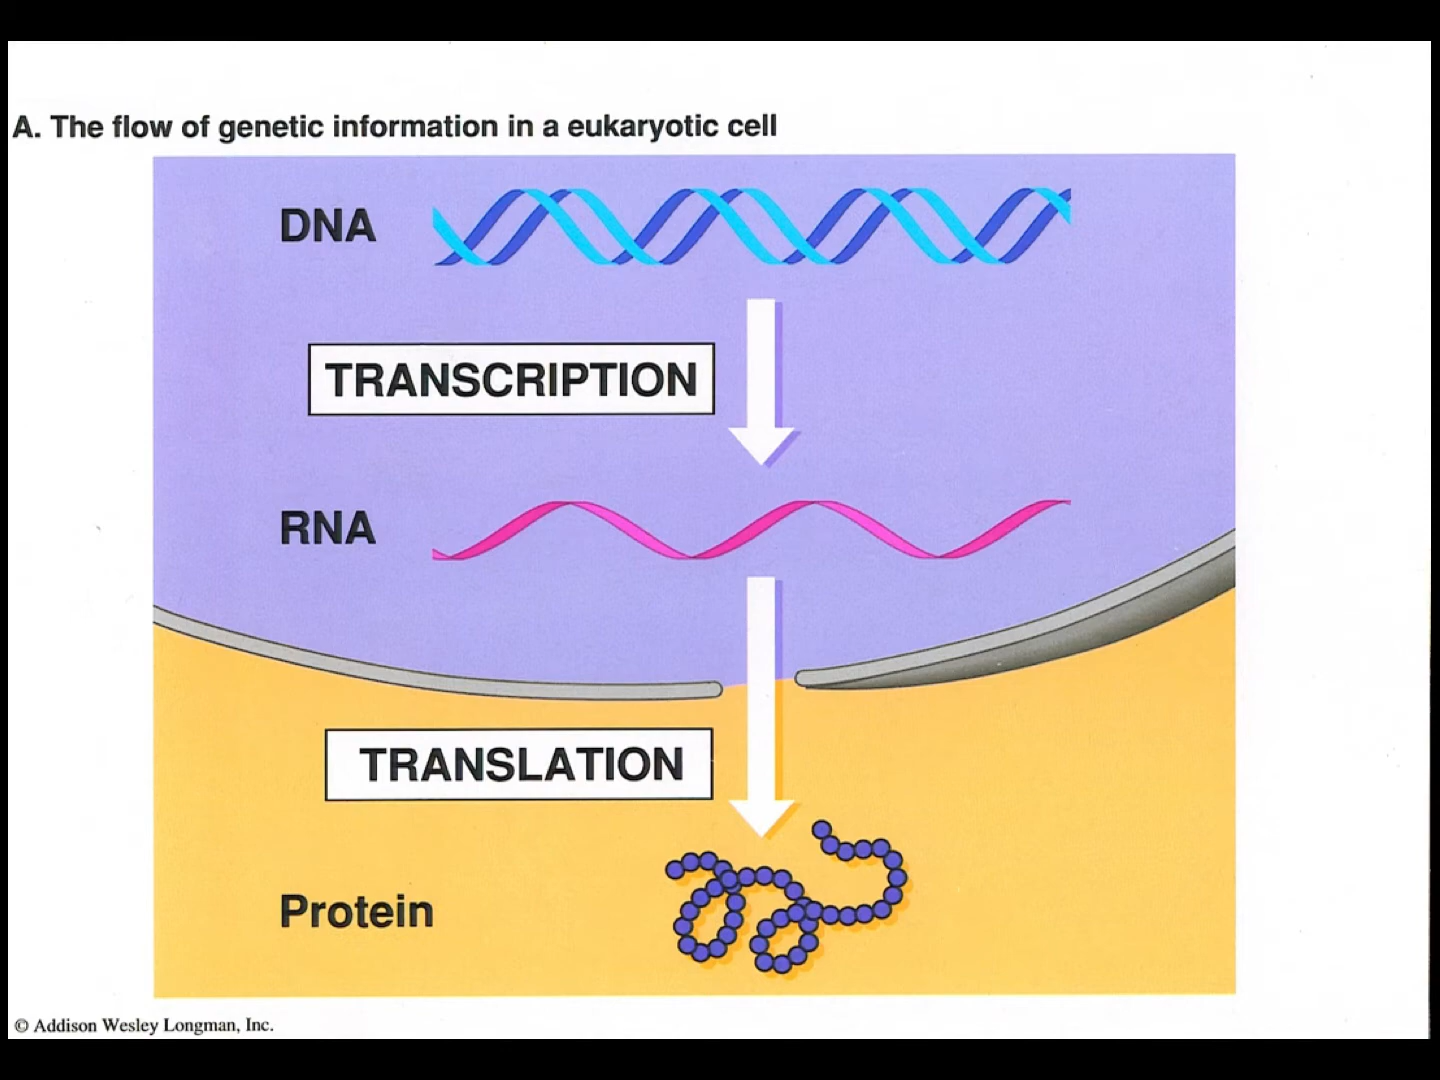 A. The flow of genetic information in a eukaryotic cell
DNA
TRANSCRIPTION
RNA
TRANSLATION
Protein
© Addison Wesley Longman, Inc.